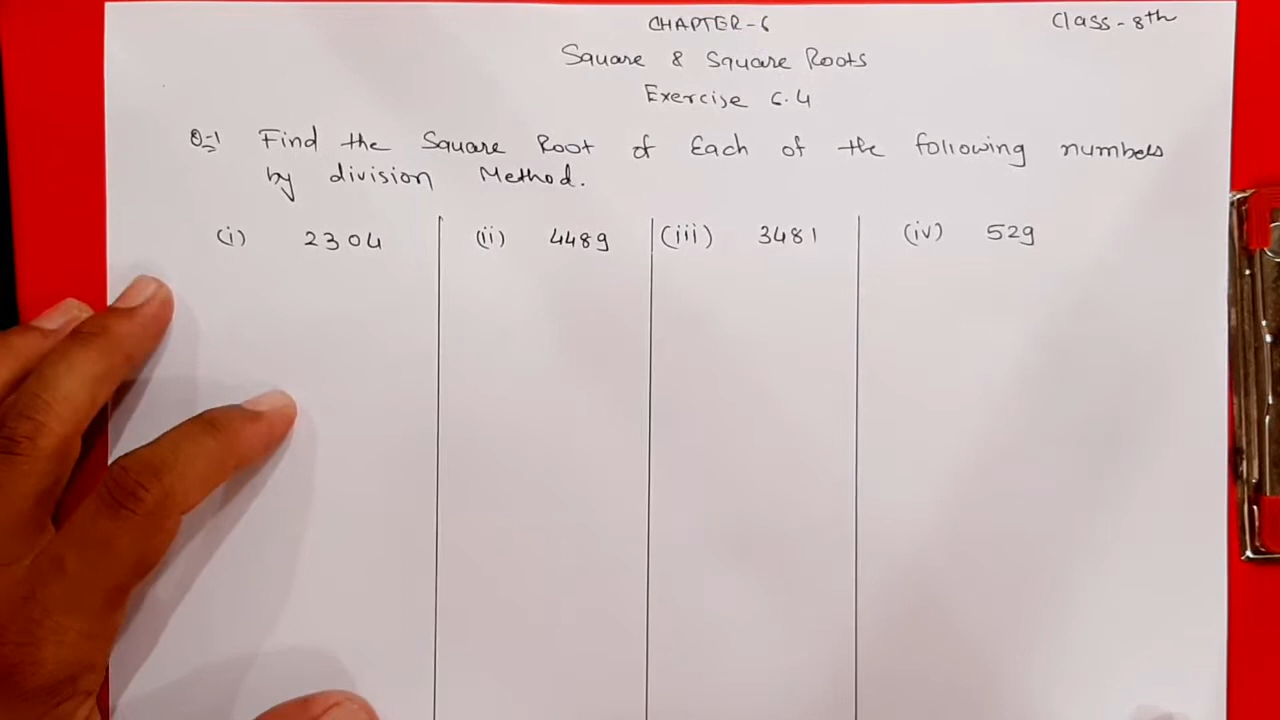 CHAPTER-6
Class-8th
Square & Square Roots
Exercise 6.4
Q-1 Find the Square Root of Each of the following numbers
by division Method.
(i) 2304 (ii) 4489 (iii) 3481 (iv) 529